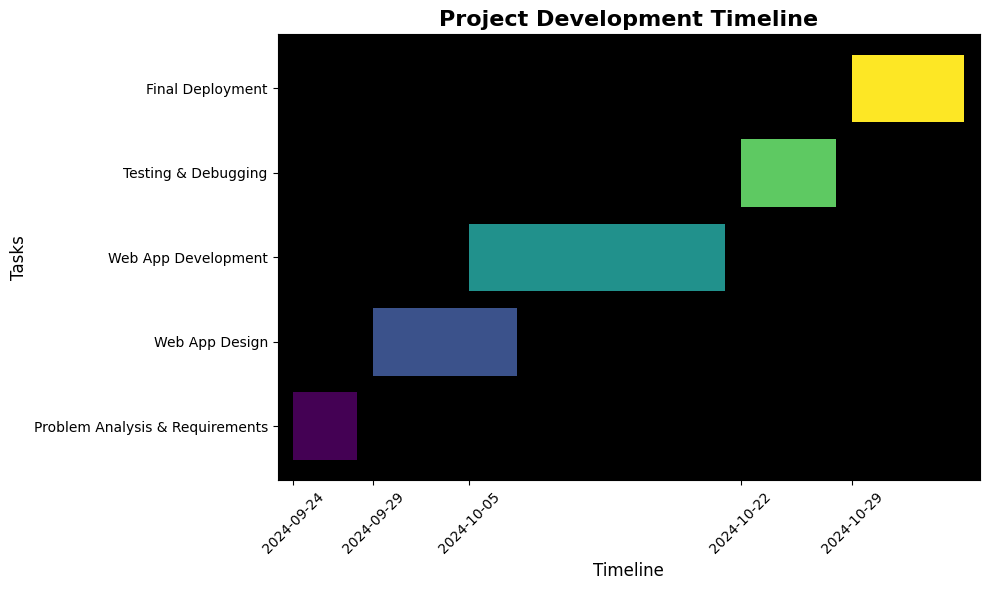 Project Development Timeline
Final Deployment
Testing & Debugging
Web App Development
Web App Design
Problem Analysis & Requirements
Tasks
2024-09-24
2024-09-29
2024-10-05
2024-10-22
2024-10-29
Timeline